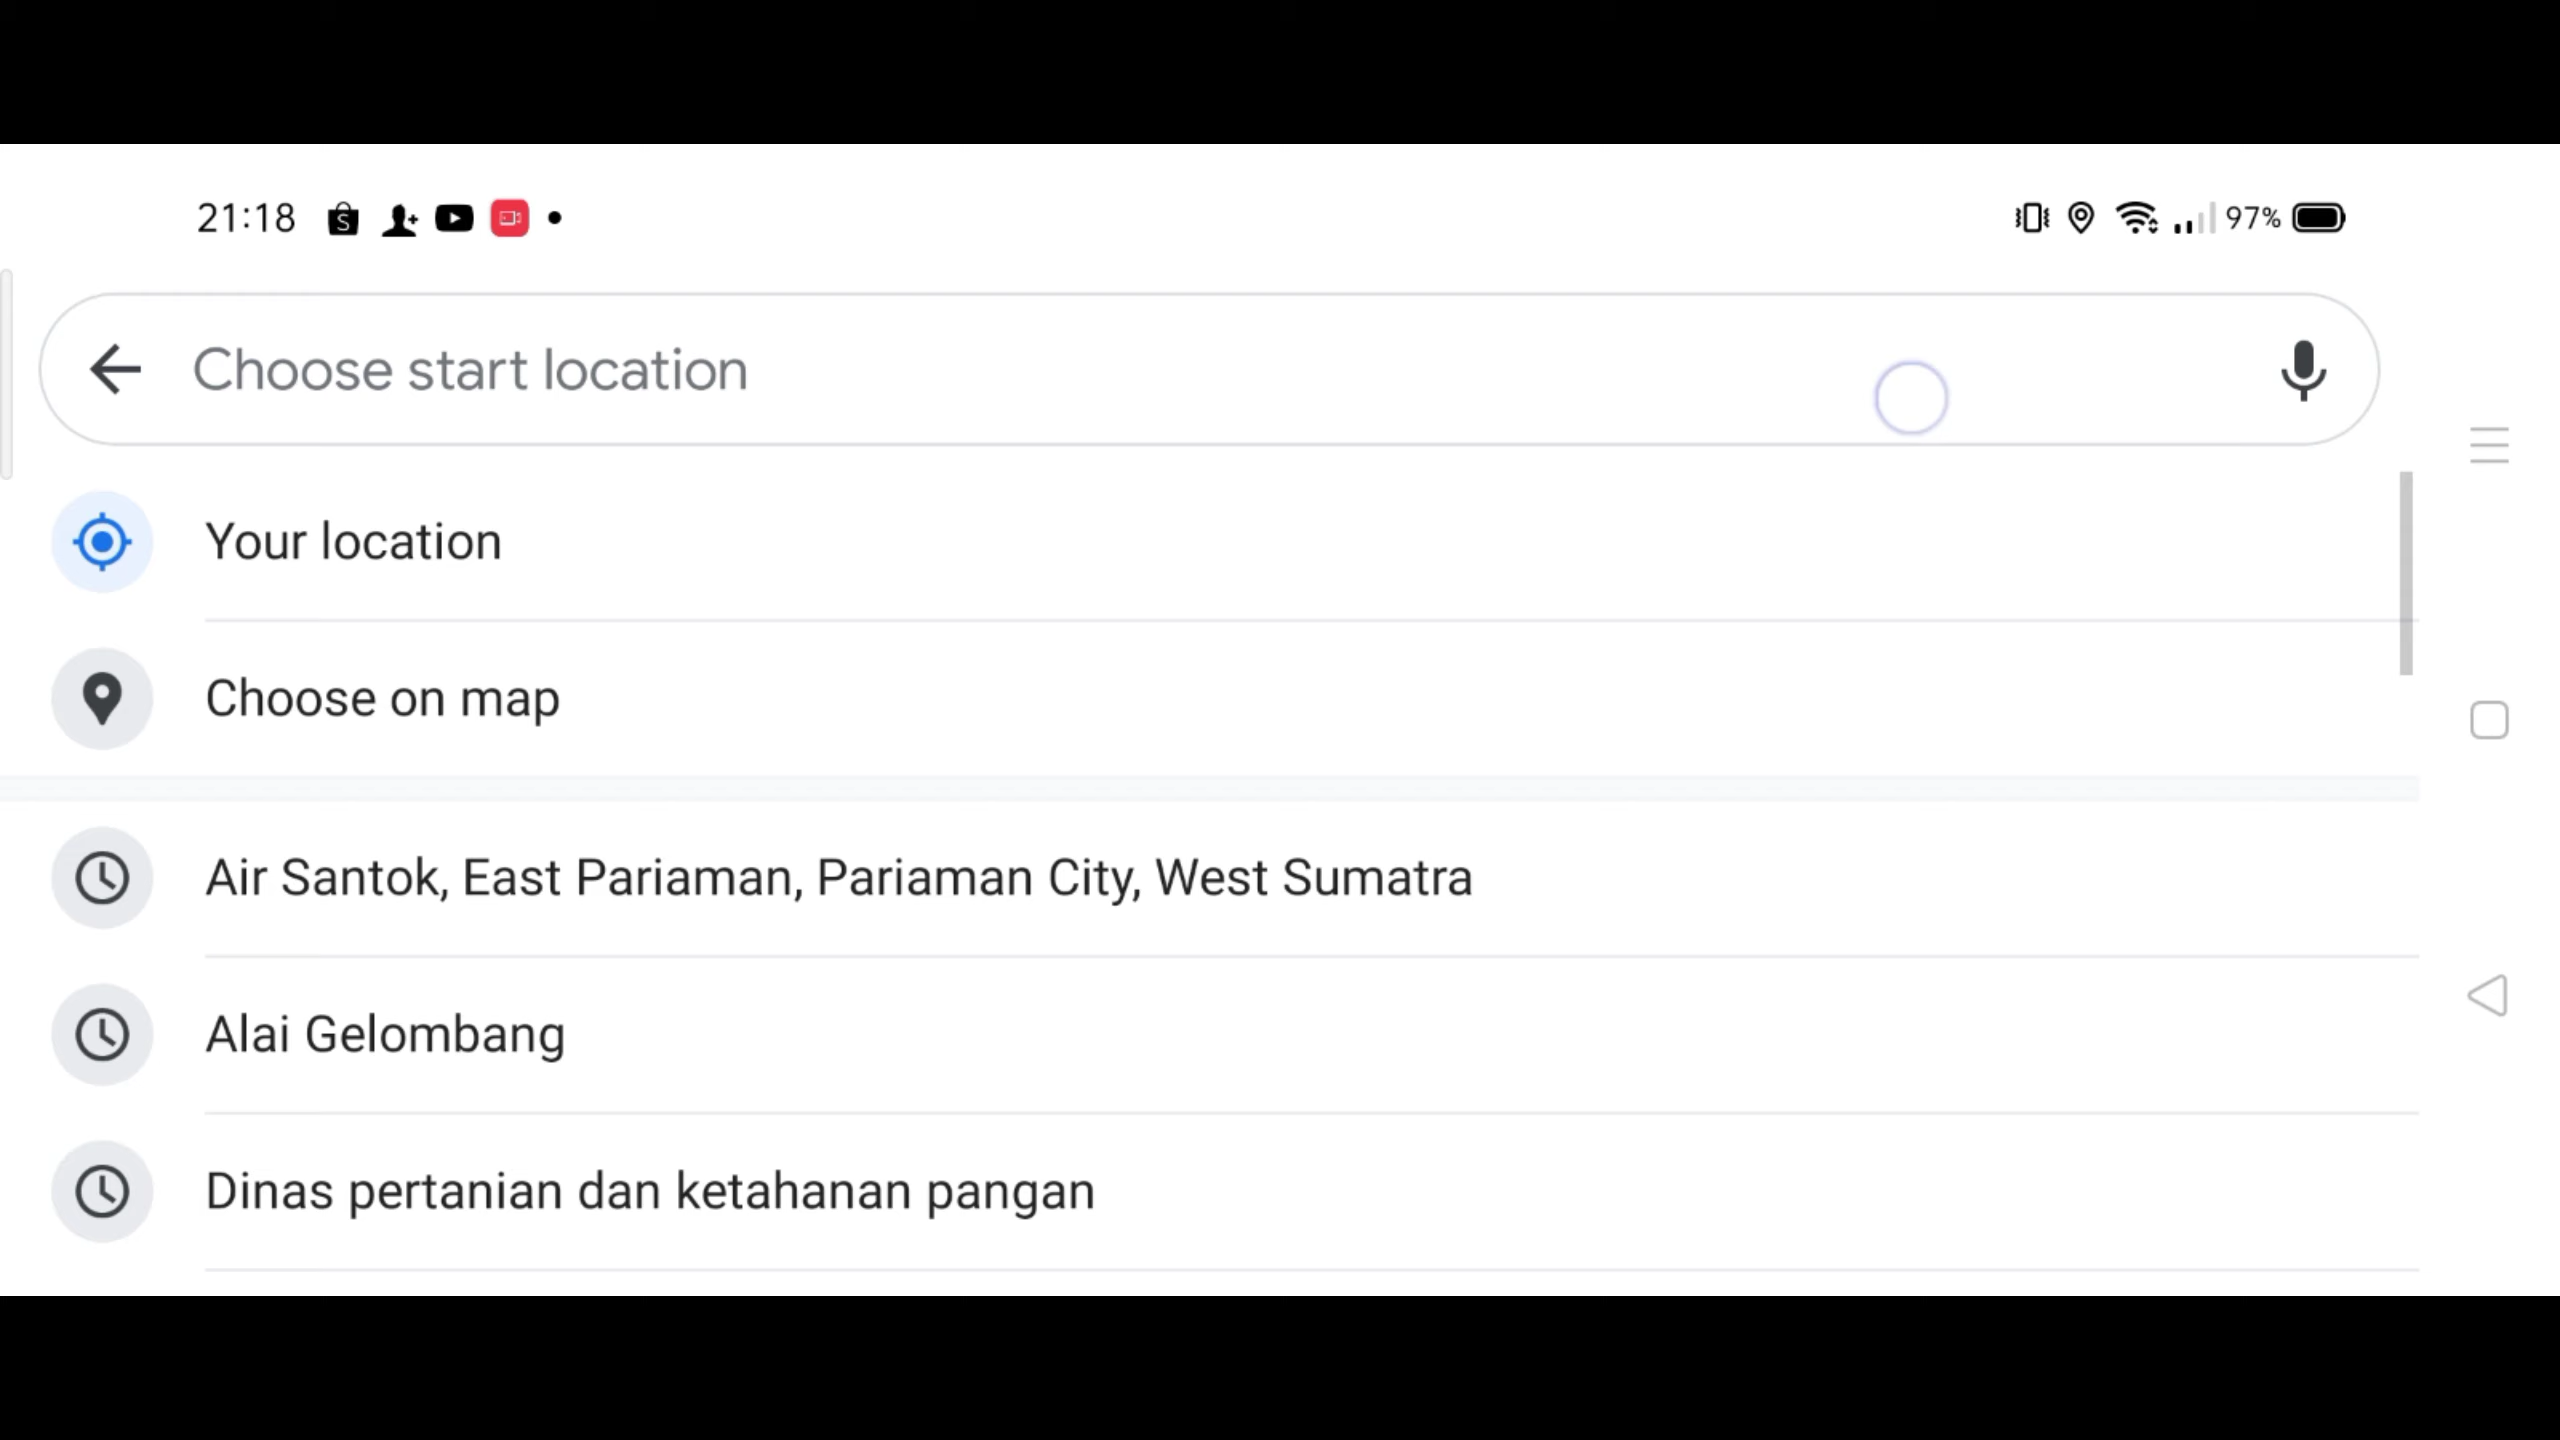 21:18
97%
Choose start location
Your location
Choose on map
Air Santok, East Pariaman, Pariaman City, West Sumatra
Alai Gelombang
Dinas pertanian dan ketahanan pangan